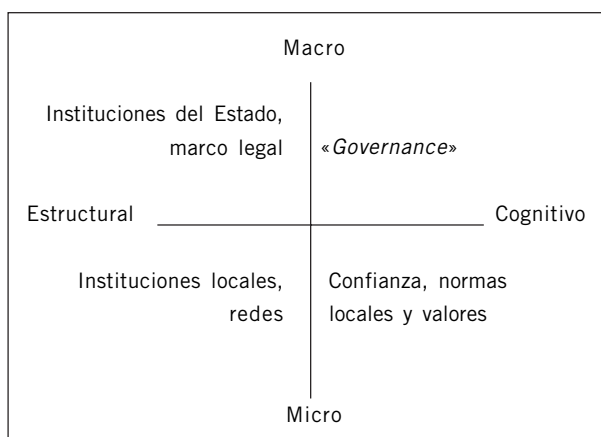 Macro
Instituciones del Estado,
marco legal
«Governance»
Estructural
Cognitivo
Instituciones locales,
redes
Confianza, normas
locales y valores
Micro